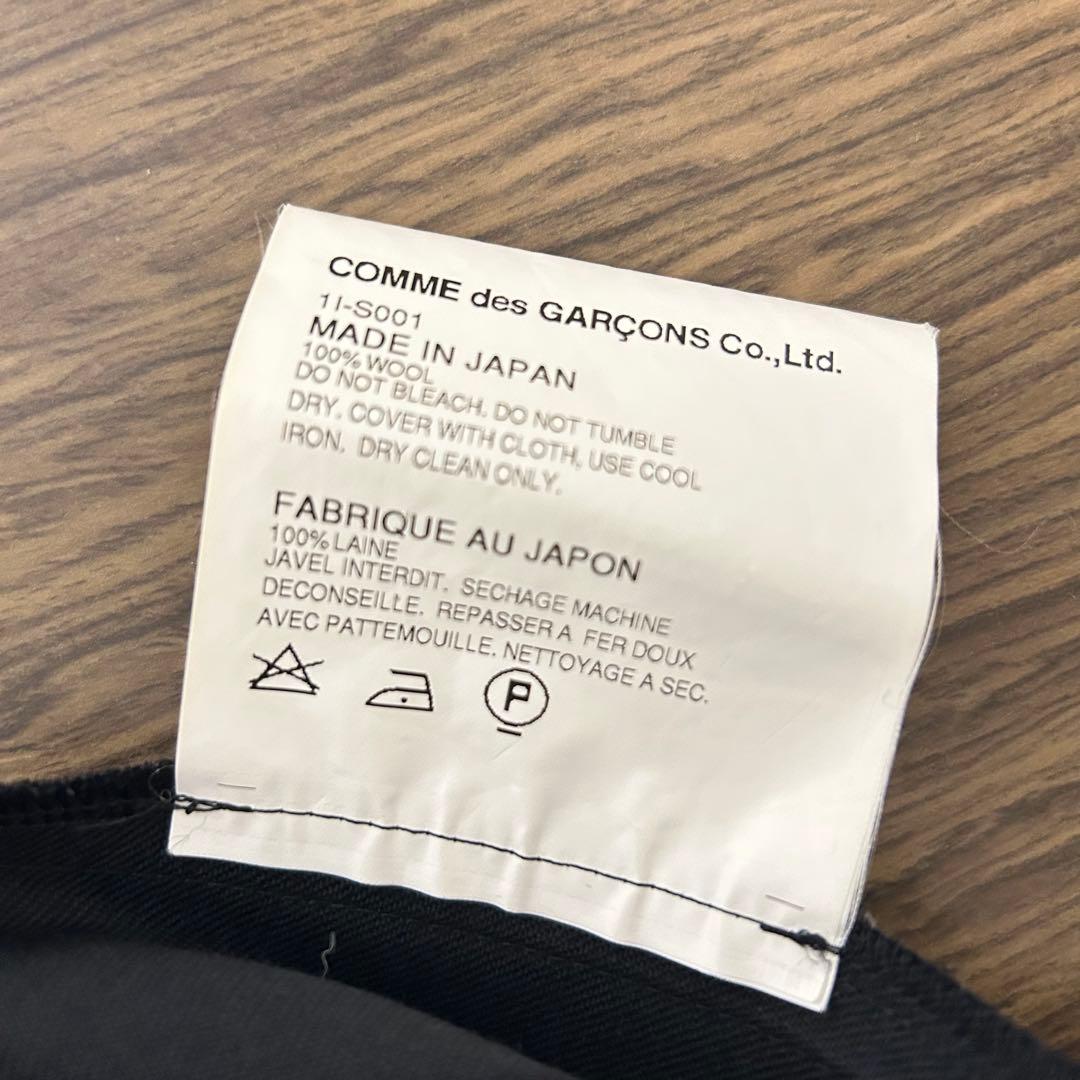 COMME des GARÇONS Co.,Ltd.
1I-S001
MADE IN JAPAN
100% WOOL
DO NOT BLEACH. DO NOT TUMBLE
DRY. COVER WITH CLOTH, USE COOL
IRON. DRY CLEAN ONLY.
FABRIQUE AU JAPON
100% LAINE
JAVEL INTERDIT. SECHAGE MACHINE
DECONSEILLE. REPASSER A FER DOUX
AVEC PATTEMOUILLE. NETTOYAGE A SEC.
P